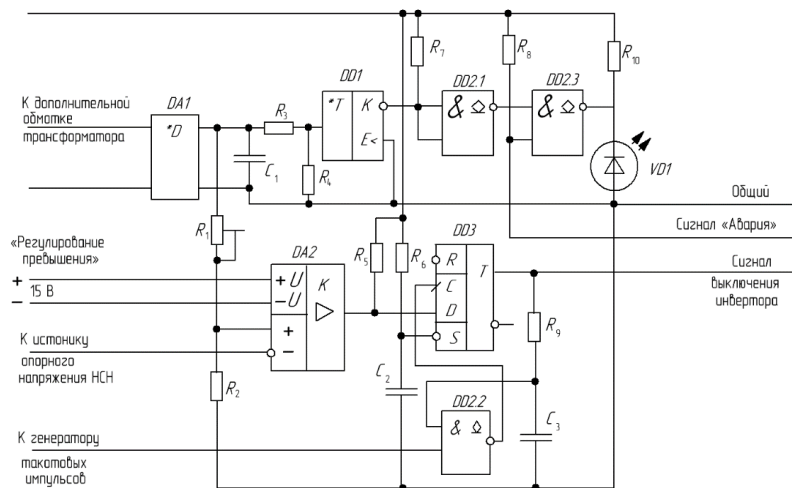 К дополнительной
обмотке
трансформатора
DA1
*D
R3
C1
R4
DD1
*T
K
E<
R7
DD2.1
&
R8
DD2.3
&
R10
VD1
Общий
Сигнал «Авария»
Сигнал
выключения
инвертора
«Регулирование
превышения»
+
15 В
−
R1
DA2
+U
−U
K
+
−
▷
R5
R6
DD3
R
C
D
S
T
R9
К истонику
опорного
напряжения НСН
R2
C2
DD2.2
&
C3
К генератору
такотовых
импульсов